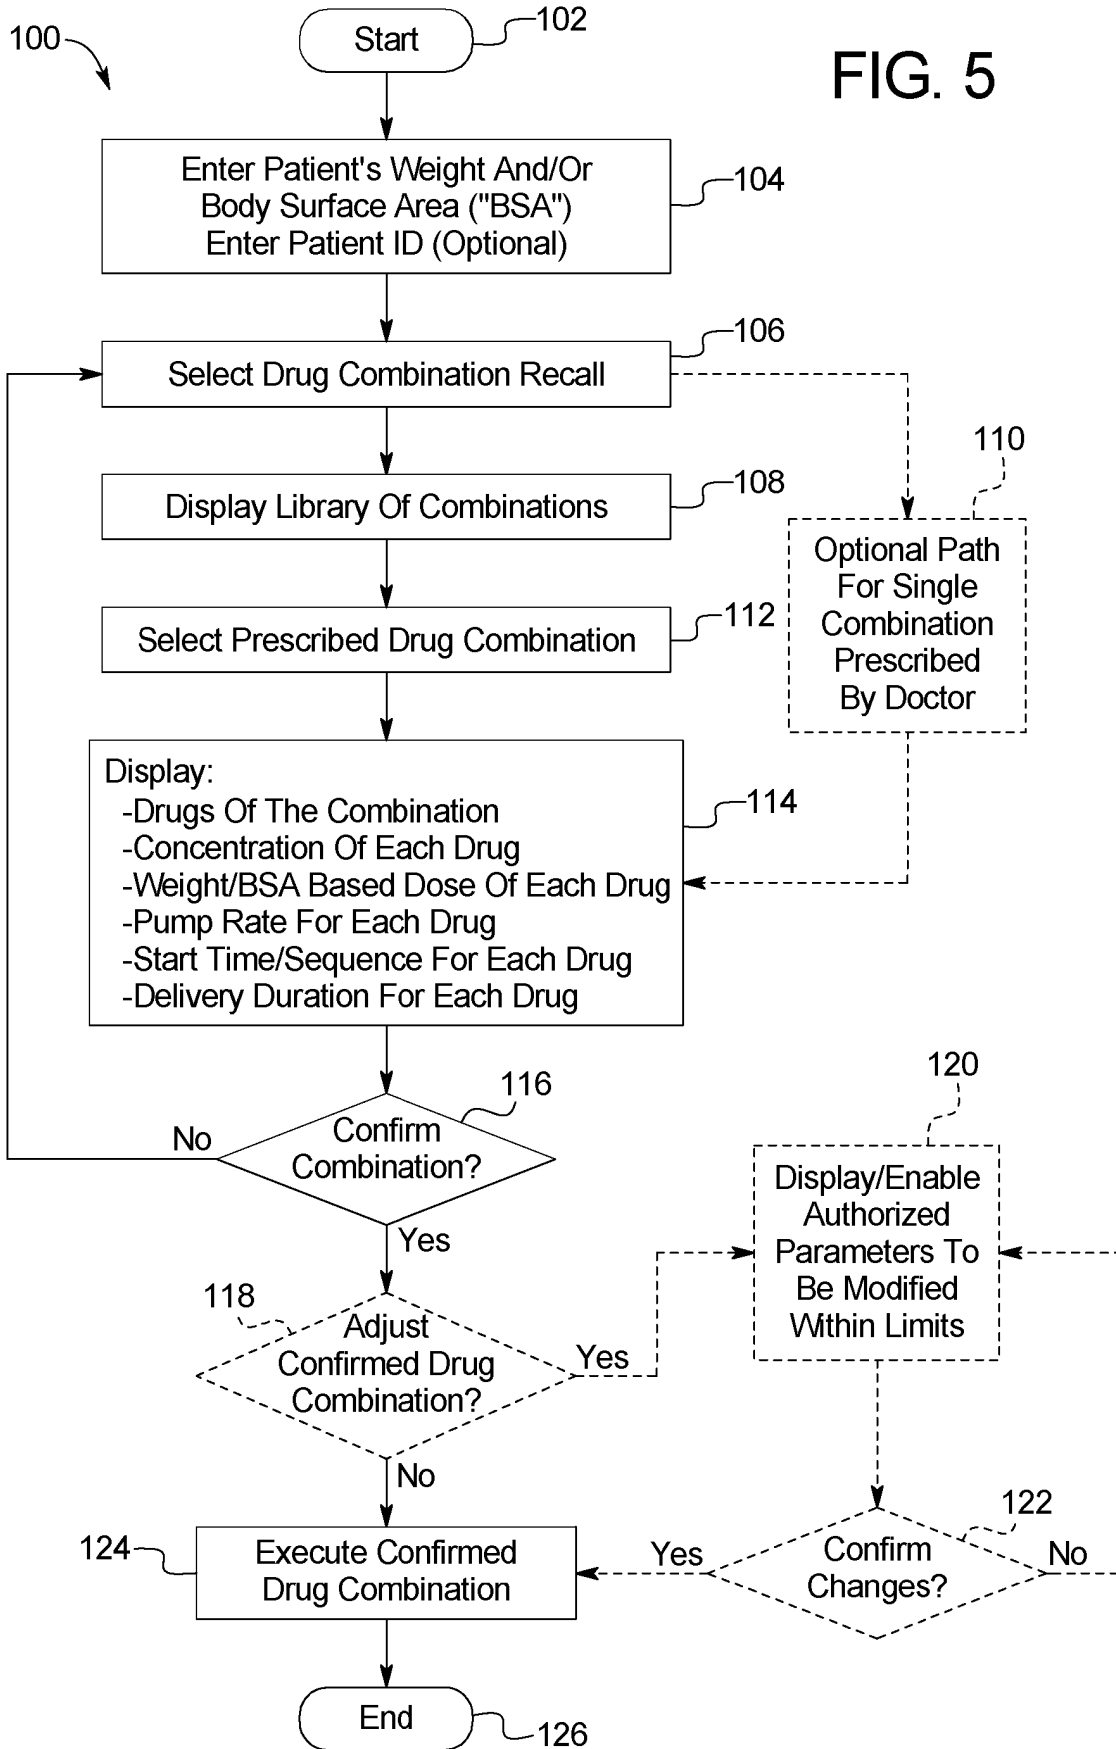 100
Start
102
FIG. 5
Enter Patient's Weight And/Or
Body Surface Area ("BSA")
Enter Patient ID (Optional)
104
Select Drug Combination Recall
106
Display Library Of Combinations
108
110
Optional Path
For Single
Combination
Prescribed
By Doctor
Select Prescribed Drug Combination
112
Display:
-Drugs Of The Combination
-Concentration Of Each Drug
-Weight/BSA Based Dose Of Each Drug
-Pump Rate For Each Drug
-Start Time/Sequence For Each Drug
-Delivery Duration For Each Drug
114
Confirm
Combination?
116
No
Yes
118
Adjust
Confirmed Drug
Combination?
Yes
No
120
Display/Enable
Authorized
Parameters To
Be Modified
Within Limits
122
Confirm
Changes?
Yes
No
124
Execute Confirmed
Drug Combination
End
126